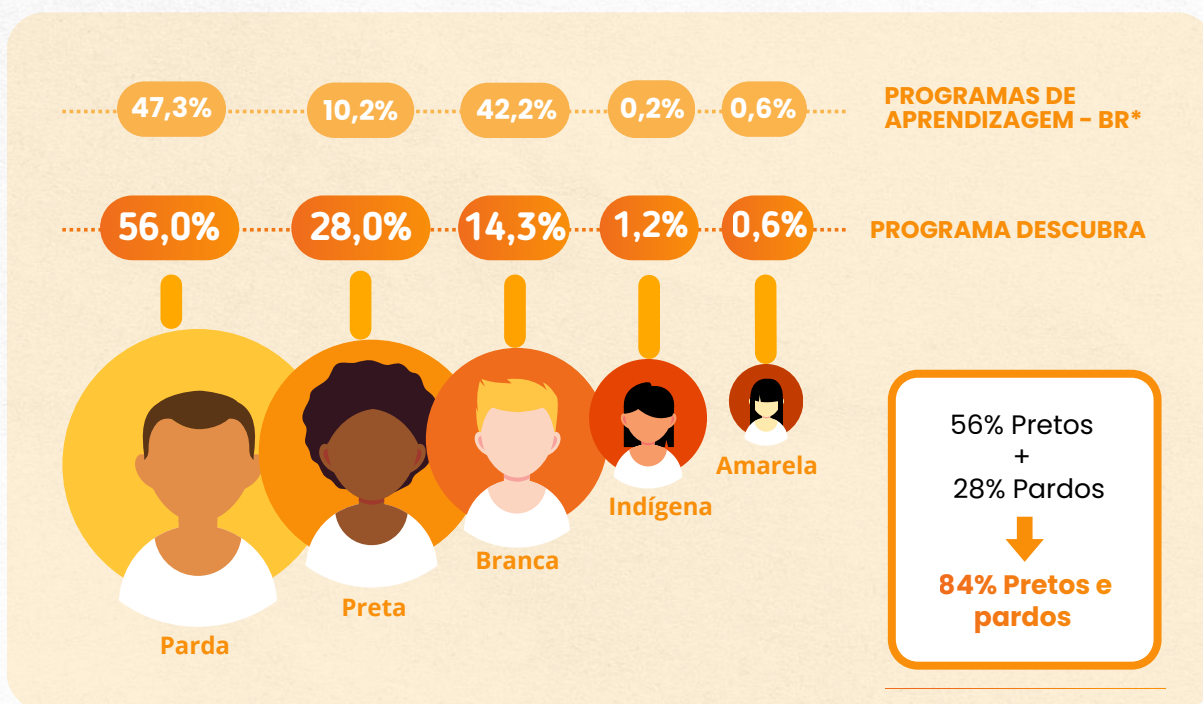 47,3% 10,2% 42,2% 0,2% 0,6%
PROGRAMAS DE
APRENDIZAGEM - BR*
56,0% 28,0% 14,3% 1,2% 0,6%
PROGRAMA DESCUBRA
Parda
Preta
Branca
Indígena
Amarela
56% Pretos
+
28% Pardos
84% Pretos e
pardos